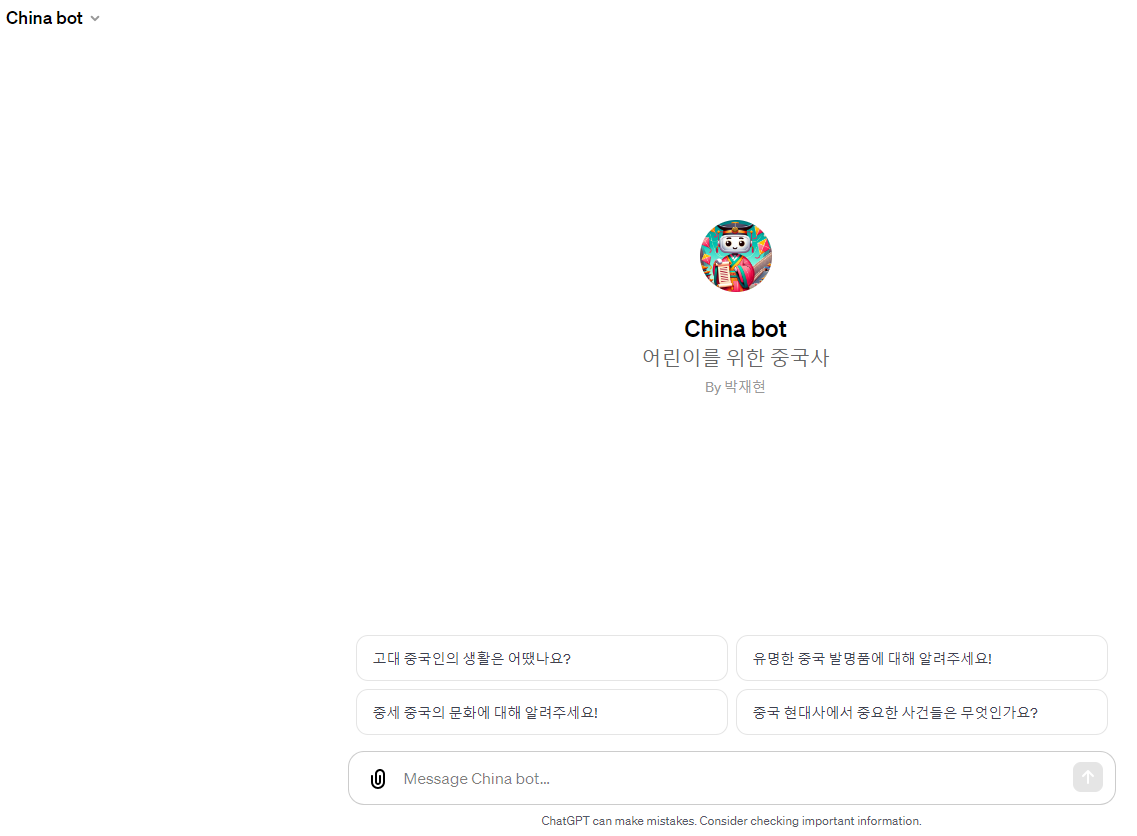 China bot
China bot
어린이를 위한 중국사
By 박재현
고대 중국인의 생활은 어땠나요?
유명한 중국 발명품에 대해 알려주세요!
중세 중국의 문화에 대해 알려주세요!
중국 현대사에서 중요한 사건들은 무엇인가요?
Message China bot...
ChatGPT can make mistakes. Consider checking important information.